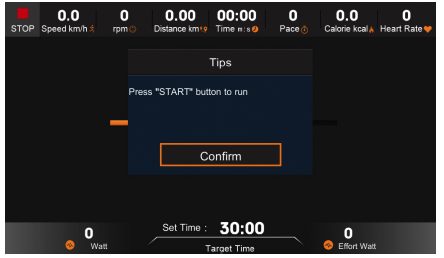 0.0 0 0.00 00:00 0 0.0 0
STOP Speed km/h rpm Distance km Time m:s Pace Calorie kcal Heart Rate
Tips
Press "START" button to run
Confirm
Set Time : 30:00
0 0
Watt Target Time Effort Watt